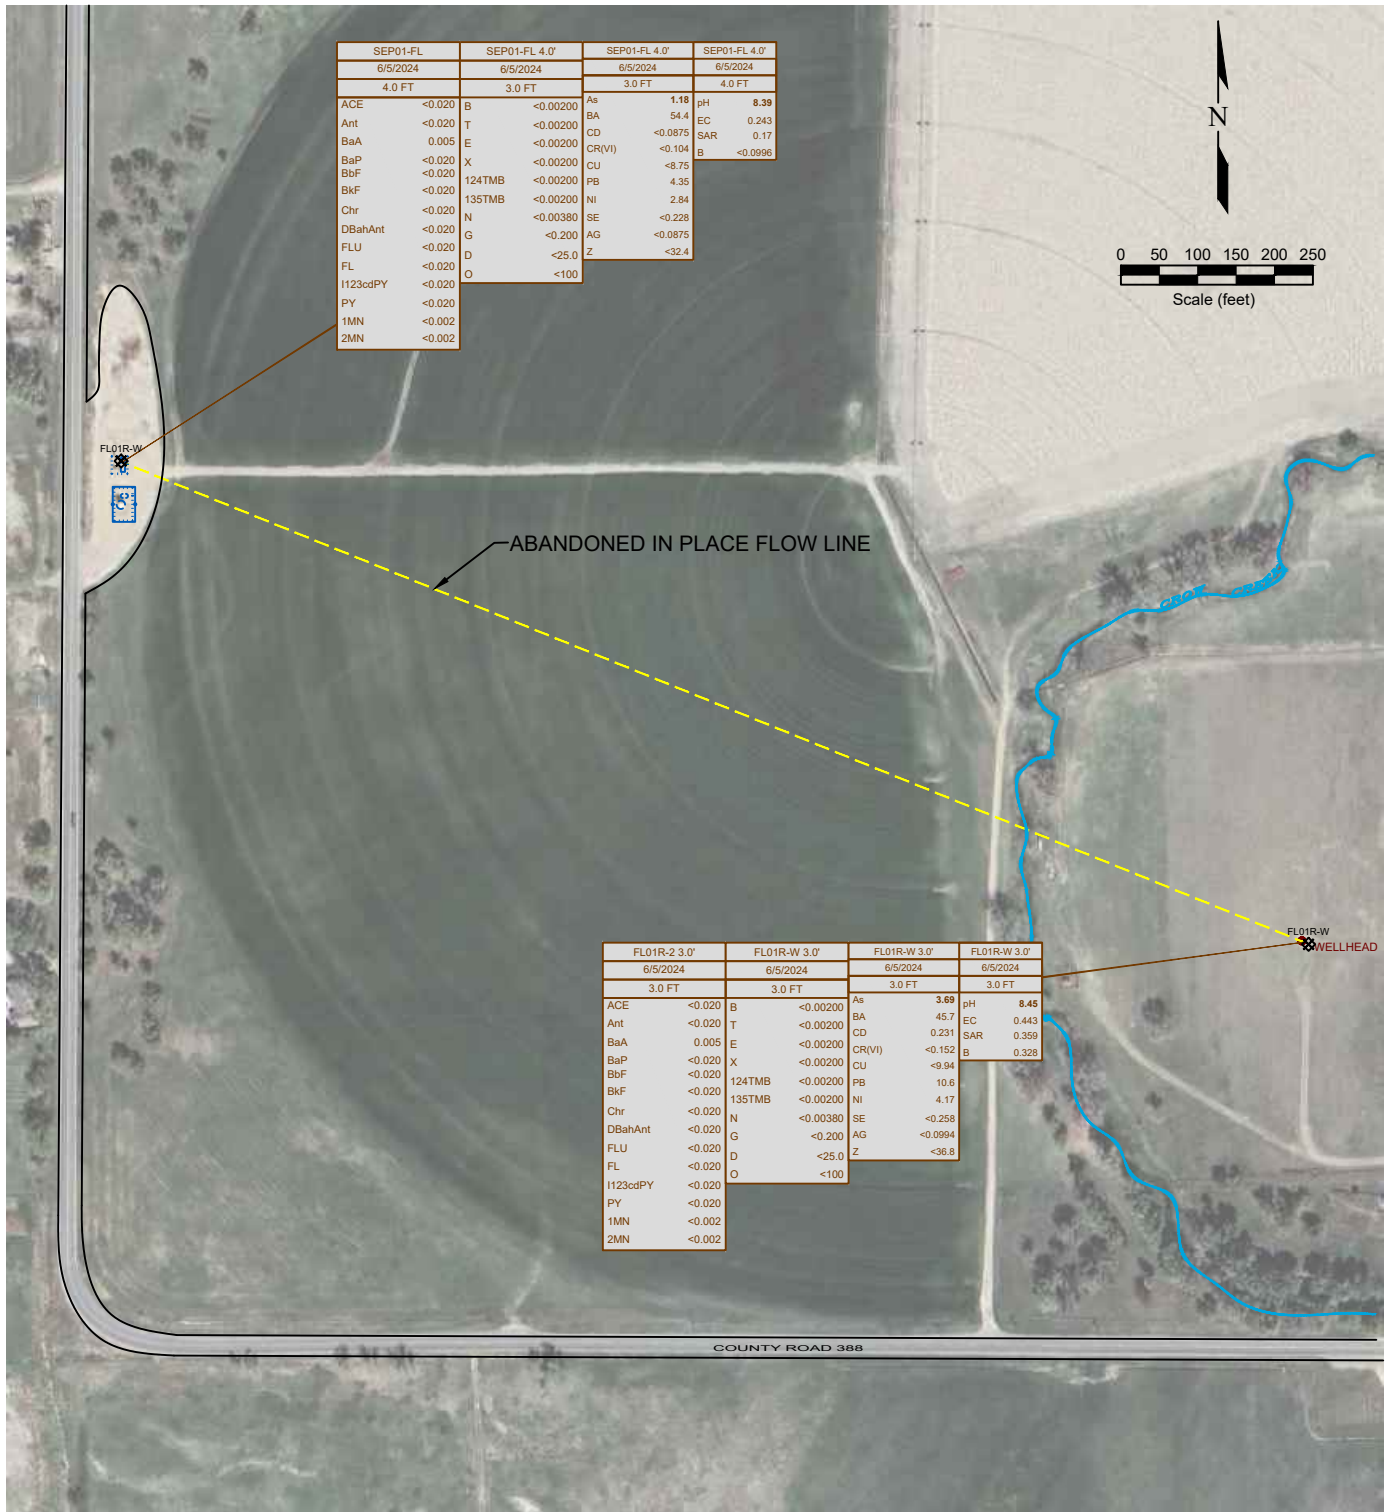 SEP01-FL SEP01-FL 4.0' SEP01-FL 4.0' SEP01-FL 4.0'
6/5/2024 6/5/2024 6/5/2024 6/5/2024
4.0 FT 3.0 FT 3.0 FT 4.0 FT
ACE <0.020 B <0.00200 As 1.18 pH 8.39
Ant <0.020 T <0.00200 BA 54.4 EC 0.243
BaA 0.005 E <0.00200 CD <0.0875 SAR 0.17
BaP <0.020 X <0.00200 CR(VI) <0.104 B <0.0996
BbF <0.020 124TMB <0.00200 CU <8.75
BkF <0.020 135TMB <0.00200 PB 4.35
Chr <0.020 N <0.00380 NI 2.84
DBahAnt <0.020 G <0.200 SE <0.228
FLU <0.020 D <25.0 AG <0.0875
FL <0.020 O <100 Z <32.4
I123cdPY <0.020
PY <0.020
1MN <0.002
2MN <0.002
N
0 50 100 150 200 250
Scale (feet)
FL01R-W
ABANDONED IN PLACE FLOW LINE
CROW CREEK
FL01R-W
WELLHEAD
FL01R-2 3.0' FL01R-W 3.0' FL01R-W 3.0' FL01R-W 3.0'
6/5/2024 6/5/2024 6/5/2024 6/5/2024
3.0 FT 3.0 FT 3.0 FT 3.0 FT
ACE <0.020 B <0.00200 As 3.69 pH 8.45
Ant <0.020 T <0.00200 BA 45.7 EC 0.443
BaA 0.005 E <0.00200 CD 0.231 SAR 0.359
BaP <0.020 X <0.00200 CR(VI) <0.152 B 0.328
BbF <0.020 124TMB <0.00200 CU <9.94
BkF <0.020 135TMB <0.00200 PB 10.6
Chr <0.020 N <0.00380 NI 4.17
DBahAnt <0.020 G <0.200 SE <0.258
FLU <0.020 D <25.0 AG <0.0994
FL <0.020 O <100 Z <36.8
I123cdPY <0.020
PY <0.020
1MN <0.002
2MN <0.002
COUNTY ROAD 388